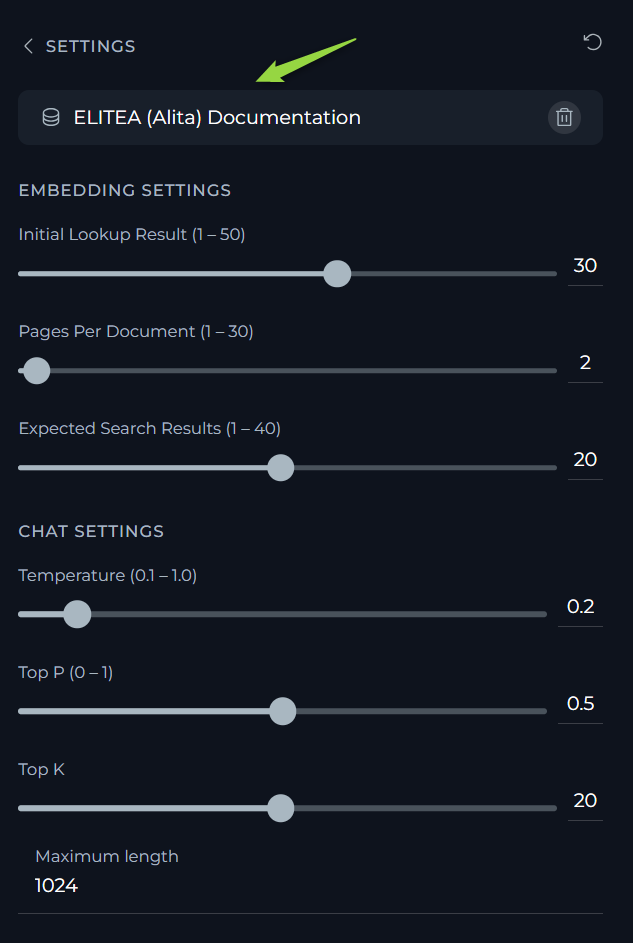 SETTINGS
ELITEA (Alita) Documentation
EMBEDDING SETTINGS
Initial Lookup Result (1 – 50)
30
Pages Per Document (1 – 30)
2
Expected Search Results (1 – 40)
20
CHAT SETTINGS
Temperature (0.1 – 1.0)
0.2
Top P (0 – 1)
0.5
Top K
20
Maximum length
1024